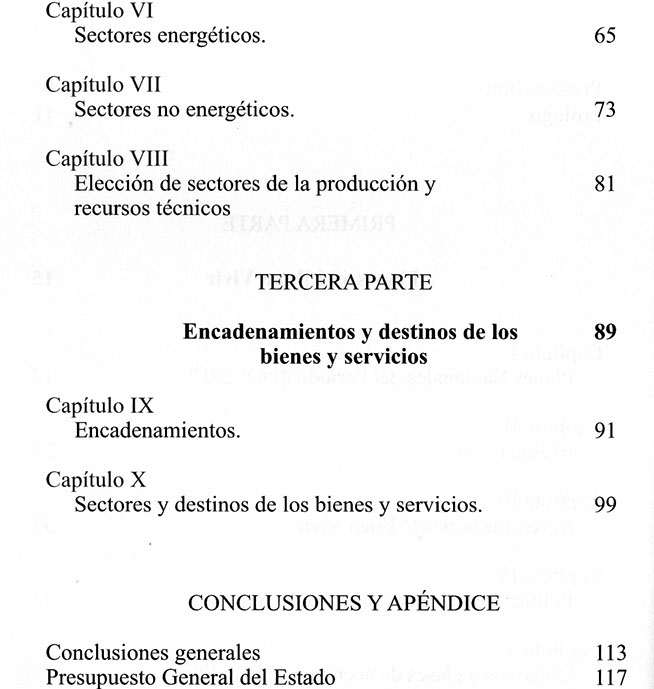 Capítulo VI
Sectores energéticos. 65
Capítulo VII
Sectores no energéticos. 73
Capítulo VIII
Elección de sectores de la producción y 81
recursos técnicos
TERCERA PARTE
Encadenamientos y destinos de los 89
bienes y servicios
Capítulo IX
Encadenamientos. 91
Capítulo X
Sectores y destinos de los bienes y servicios. 99
CONCLUSIONES Y APÉNDICE
Conclusiones generales 113
Presupuesto General del Estado 117